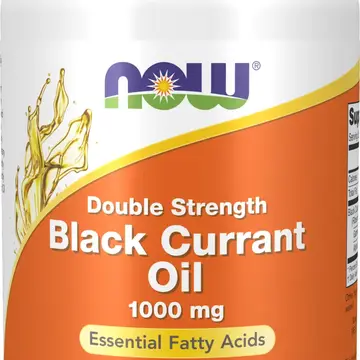 NOW®
Double Strength
Black Currant
Oil
1000 mg
Essential Fatty Acids